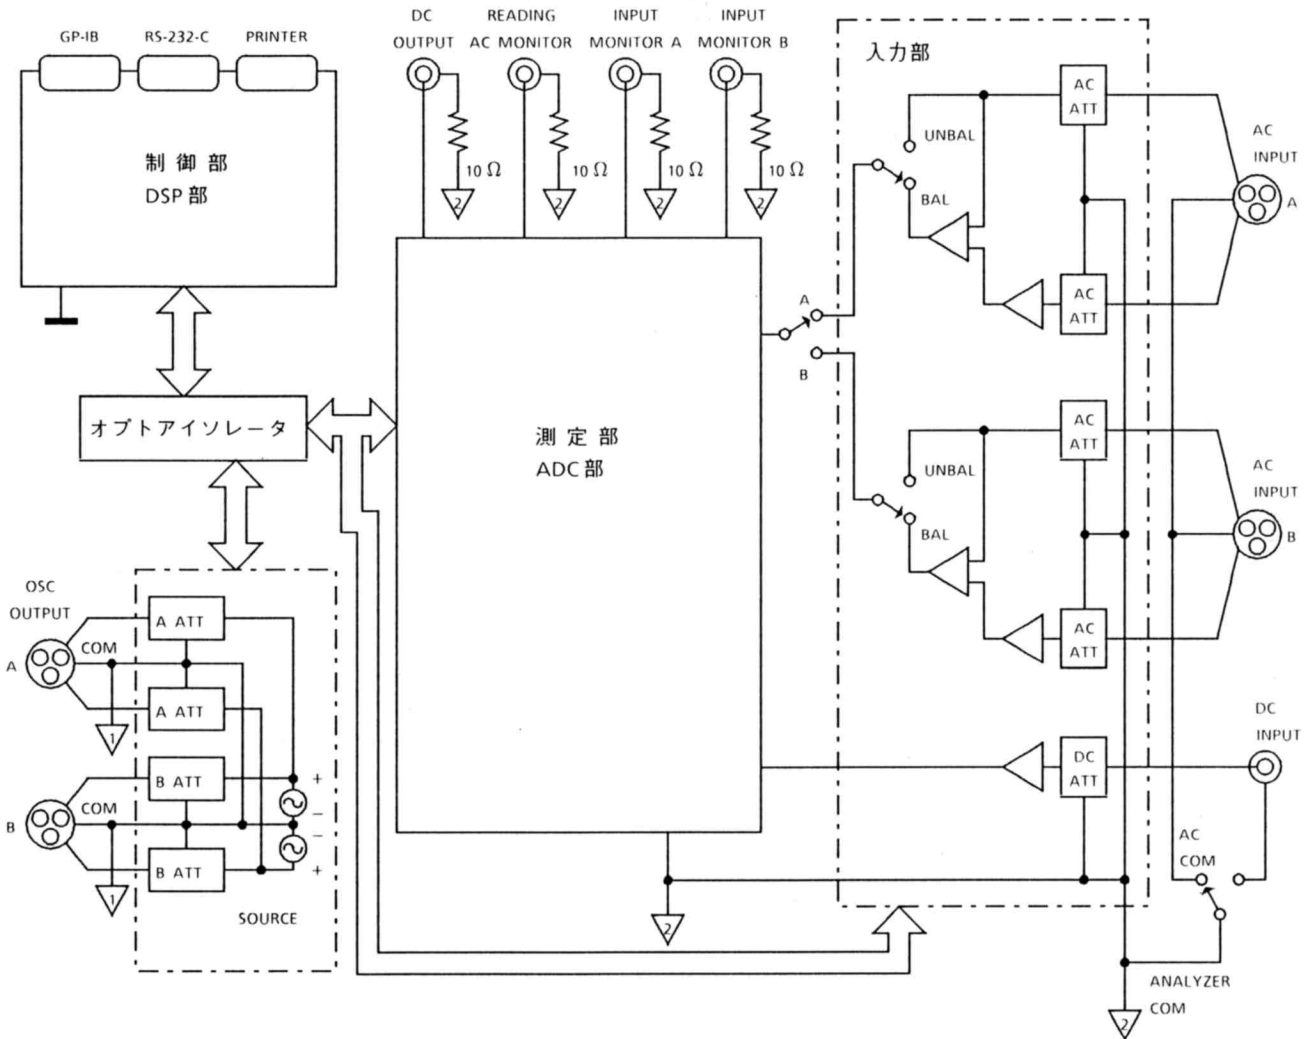 GP-IB
RS-232-C
PRINTER
制御部
DSP部
DC
OUTPUT
READING
AC MONITOR
INPUT
MONITOR A
INPUT
MONITOR B
10Ω
10Ω
10Ω
10Ω
2
2
2
2
入力部
AC
ATT
UNBAL
BAL
AC
ATT
AC
INPUT
A
A
B
オプトアイソレータ
測定部
ADC部
AC
ATT
UNBAL
BAL
AC
ATT
AC
INPUT
B
OSC
OUTPUT
A
COM
A ATT
A ATT
1
B
COM
B ATT
B ATT
1
+
−
−
+
SOURCE
DC
ATT
DC
INPUT
AC
COM
2
ANALYZER
COM
2